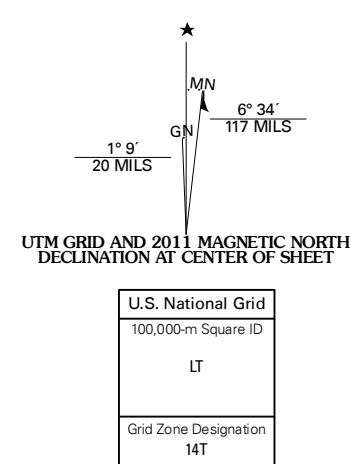 ★
MN
6° 34´
117 MILS
GN
1° 9´
20 MILS
UTM GRID AND 2011 MAGNETIC NORTH
DECLINATION AT CENTER OF SHEET
U.S. National Grid
100,000-m Square ID
LT
Grid Zone Designation
14T